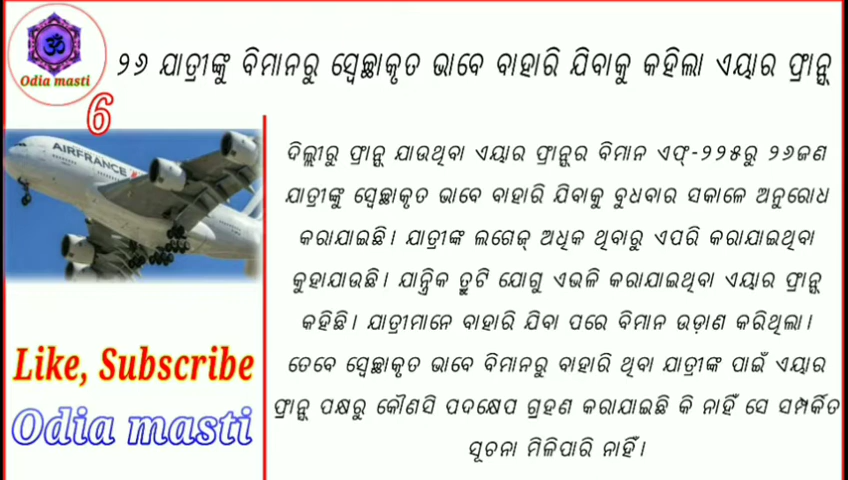 Odia masti
୨୬ ଯାତ୍ରୀଙ୍କୁ ବିମାନରୁ ସ୍ୱେଚ୍ଛାକୃତ ଭାବେ ବାହାରି ଯିବାକୁ କହିଲା ଏୟାର ଫ୍ରାନ୍ସ
6
AIRFRANCE
ଦିଲ୍ଲୀରୁ ଫ୍ରାନ୍ସ ଯାଉଥିବା ଏୟାର ଫ୍ରାନ୍ସର ବିମାନ ଏଫ୍-୨୨୫ରୁ ୨୬ଜଣ
ଯାତ୍ରୀଙ୍କୁ ସ୍ୱେଚ୍ଛାକୃତ ଭାବେ ବାହାରି ଯିବାକୁ ବୁଧବାର ସକାଳେ ଅନୁରୋଧ
କରାଯାଇଛି। ଯାତ୍ରୀଙ୍କ ଲଗେଜ୍ ଅଧିକ ଥିବାରୁ ଏପରି କରାଯାଇଥିବା
କୁହାଯାଉଛି। ଯାନ୍ତ୍ରିକ ତ୍ରୁଟି ଯୋଗୁ ଏଭଳି କରାଯାଇଥିବା ଏୟାର ଫ୍ରାନ୍ସ
କହିଛି। ଯାତ୍ରୀମାନେ ବାହାରି ଯିବା ପରେ ବିମାନ ଉଡ଼ାଣ କରିଥିଲା।
ତେବେ ସ୍ୱେଚ୍ଛାକୃତ ଭାବେ ବିମାନରୁ ବାହାରି ଥିବା ଯାତ୍ରୀଙ୍କ ପାଇଁ ଏୟାର
ଫ୍ରାନ୍ସ ପକ୍ଷରୁ କୌଣସି ପଦକ୍ଷେପ ଗ୍ରହଣ କରାଯାଇଛି କି ନାହିଁ ସେ ସମ୍ପର୍କିତ
ସୂଚନା ମିଳିପାରି ନାହିଁ।
Like, Subscribe
Odia masti